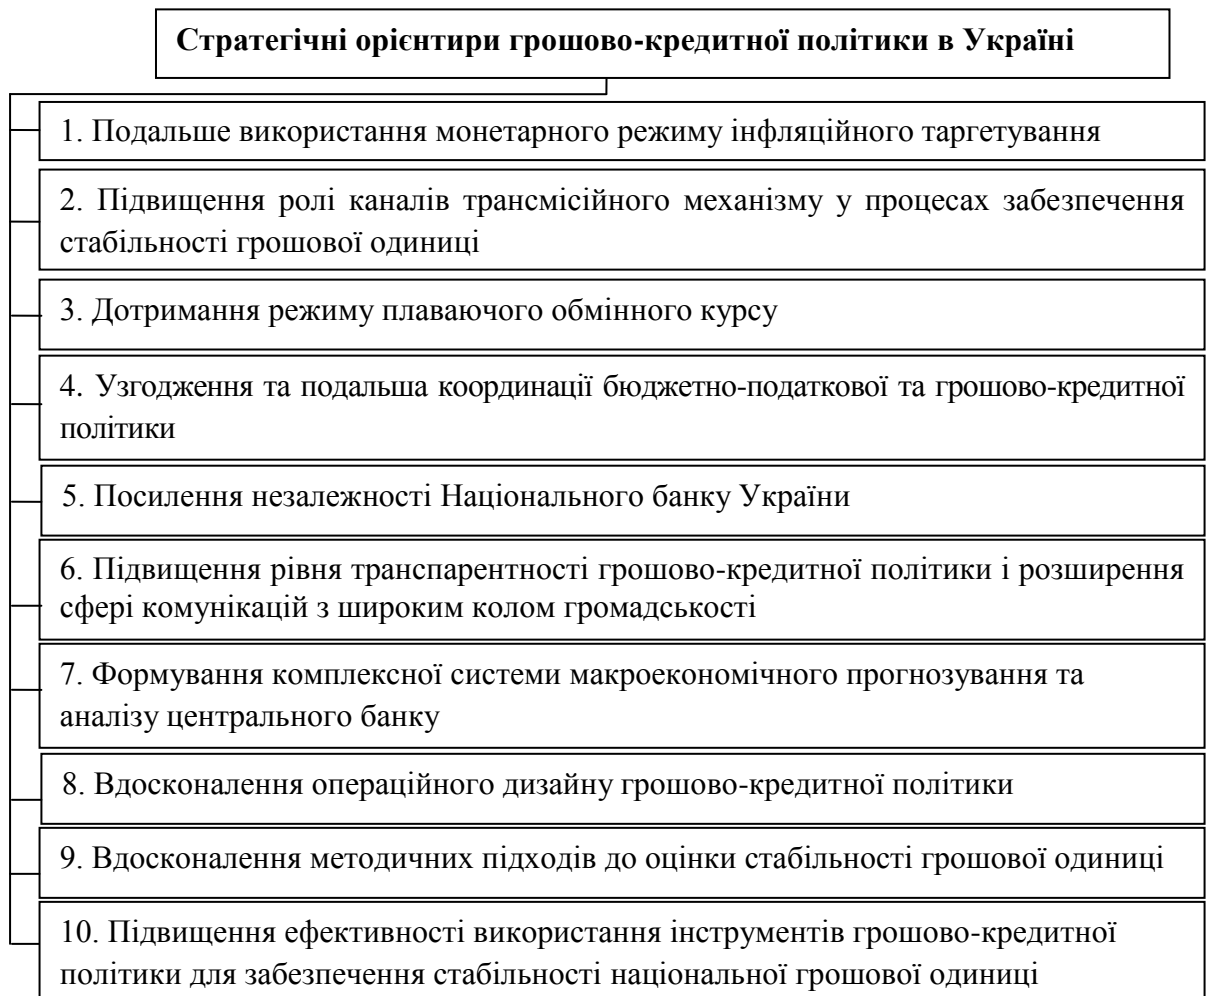 Стратегічні орієнтири грошово-кредитної політики в Україні
1. Подальше використання монетарного режиму інфляційного таргетування
2. Підвищення ролі каналів трансмісійного механізму у процесах забезпечення
стабільності грошової одиниці
3. Дотримання режиму плаваючого обмінного курсу
4. Узгодження та подальша координації бюджетно-податкової та грошово-кредитної
політики
5. Посилення незалежності Національного банку України
6. Підвищення рівня транспарентності грошово-кредитної політики і розширення
сфері комунікацій з широким колом громадськості
7. Формування комплексної системи макроекономічного прогнозування та
аналізу центрального банку
8. Вдосконалення операційного дизайну грошово-кредитної політики
9. Вдосконалення методичних підходів до оцінки стабільності грошової одиниці
10. Підвищення ефективності використання інструментів грошово-кредитної
політики для забезпечення стабільності національної грошової одиниці